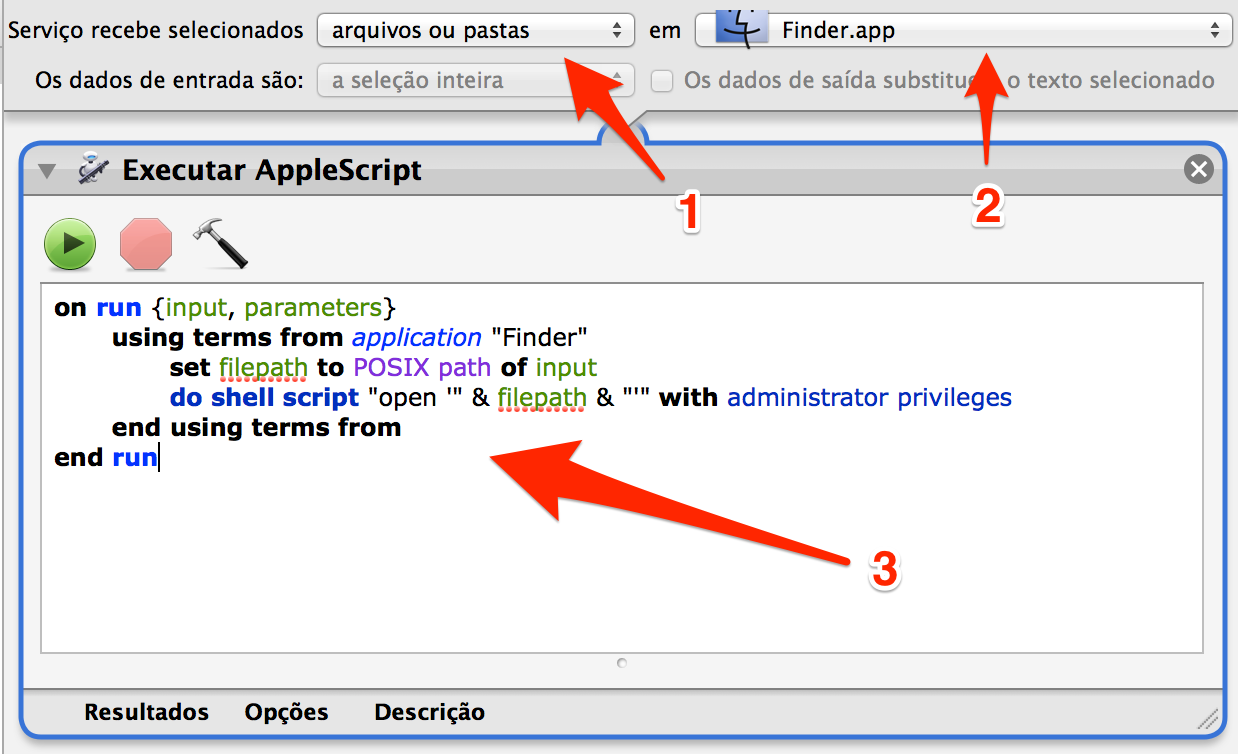 Serviço recebe selecionados arquivos ou pastas em Finder.app
Os dados de entrada são: a seleção inteira Os dados de saída substitue o texto selecionado
Executar AppleScript
1
2
on run {input, parameters}
using terms from application "Finder"
set filepath to POSIX path of input
do shell script "open '" & filepath & "'" with administrator privileges
end using terms from
end run
3
Resultados Opções Descrição